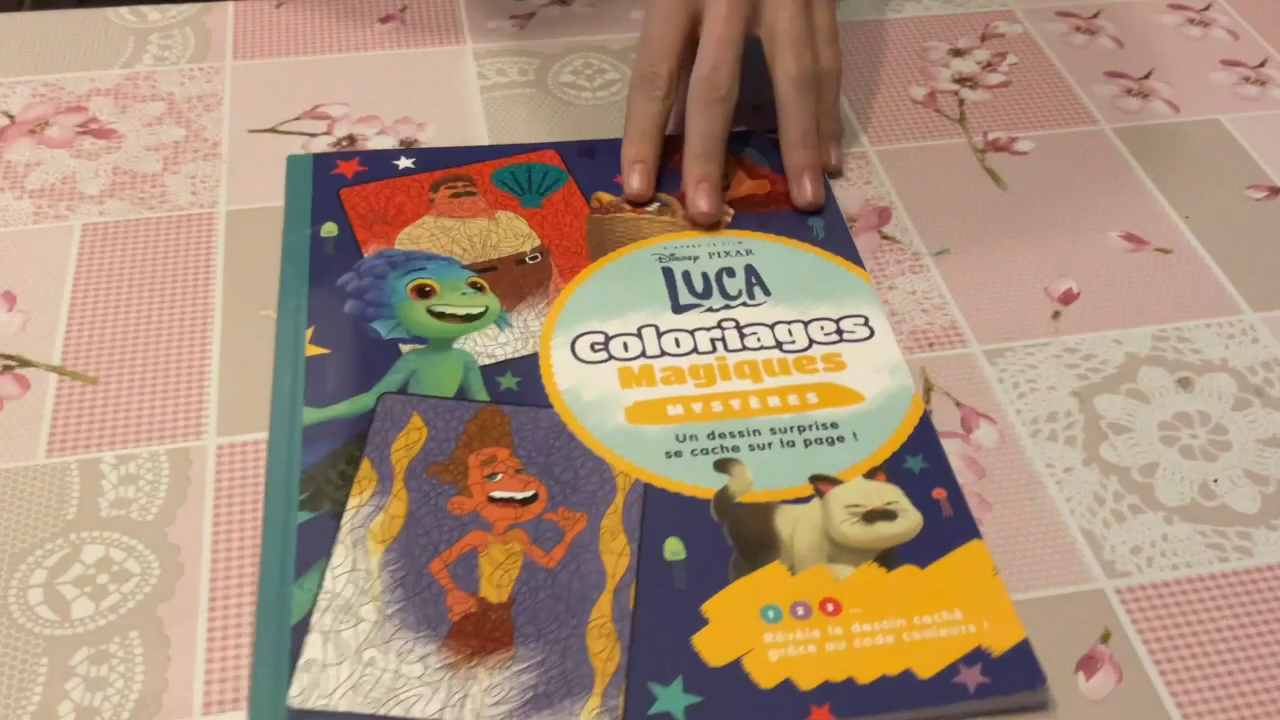 Disney PIXAR
LUCA
Coloriages
Magiques
MYSTÈRES
Un dessin surprise
se cache sur la page !
1 2 3 ...
Révèle le dessin caché
grâce au code couleurs !